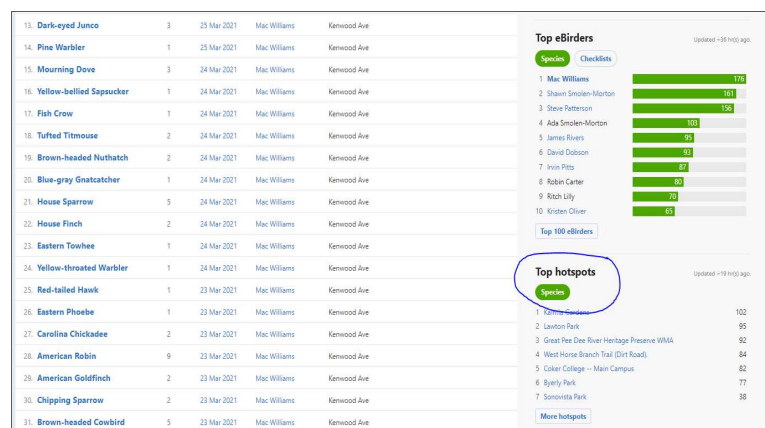 13. Dark-eyed Junco 3 25 Mar 2021 Mac Williams Kenwood Ave
14. Pine Warbler 1 25 Mar 2021 Mac Williams Kenwood Ave
15. Mourning Dove 3 24 Mar 2021 Mac Williams Kenwood Ave
16. Yellow-bellied Sapsucker 1 24 Mar 2021 Mac Williams Kenwood Ave
17. Fish Crow 1 24 Mar 2021 Mac Williams Kenwood Ave
18. Tufted Titmouse 2 24 Mar 2021 Mac Williams Kenwood Ave
19. Brown-headed Nuthatch 2 24 Mar 2021 Mac Williams Kenwood Ave
20. Blue-gray Gnatcatcher 1 24 Mar 2021 Mac Williams Kenwood Ave
21. House Sparrow 5 24 Mar 2021 Mac Williams Kenwood Ave
22. House Finch 2 24 Mar 2021 Mac Williams Kenwood Ave
23. Eastern Towhee 1 24 Mar 2021 Mac Williams Kenwood Ave
24. Yellow-throated Warbler 1 24 Mar 2021 Mac Williams Kenwood Ave
25. Red-tailed Hawk 1 23 Mar 2021 Mac Williams Kenwood Ave
26. Eastern Phoebe 1 23 Mar 2021 Mac Williams Kenwood Ave
27. Carolina Chickadee 2 23 Mar 2021 Mac Williams Kenwood Ave
28. American Robin 9 23 Mar 2021 Mac Williams Kenwood Ave
29. American Goldfinch 2 23 Mar 2021 Mac Williams Kenwood Ave
30. Chipping Sparrow 2 23 Mar 2021 Mac Williams Kenwood Ave
31. Brown-headed Cowbird 5 23 Mar 2021 Mac Williams Kenwood Ave
Top eBirders Updated ~38 hr(s) ago.
Species Checklists
1 Mac Williams 176
2 Shawn Smolen-Morton 161
3 Steve Patterson 156
4 Ada Smolen-Morton 103
5 James Rivers 95
6 David Dobson 93
7 Irvin Pitts 87
8 Robin Carter 80
9 Ritch Lilly 70
10 Kristen Oliver 65
Top 100 eBirders
Top hotspots Updated ~19 hr(s) ago.
Species
1 Kalmia Gardens 102
2 Lawton Park 95
3 Great Pee Dee River Heritage Preserve WMA 92
4 West Horse Branch Trail (Dirt Road). 84
5 Coker College -- Main Campus 82
6 Byerly Park 77
7 Sonovista Park 38
More hotspots